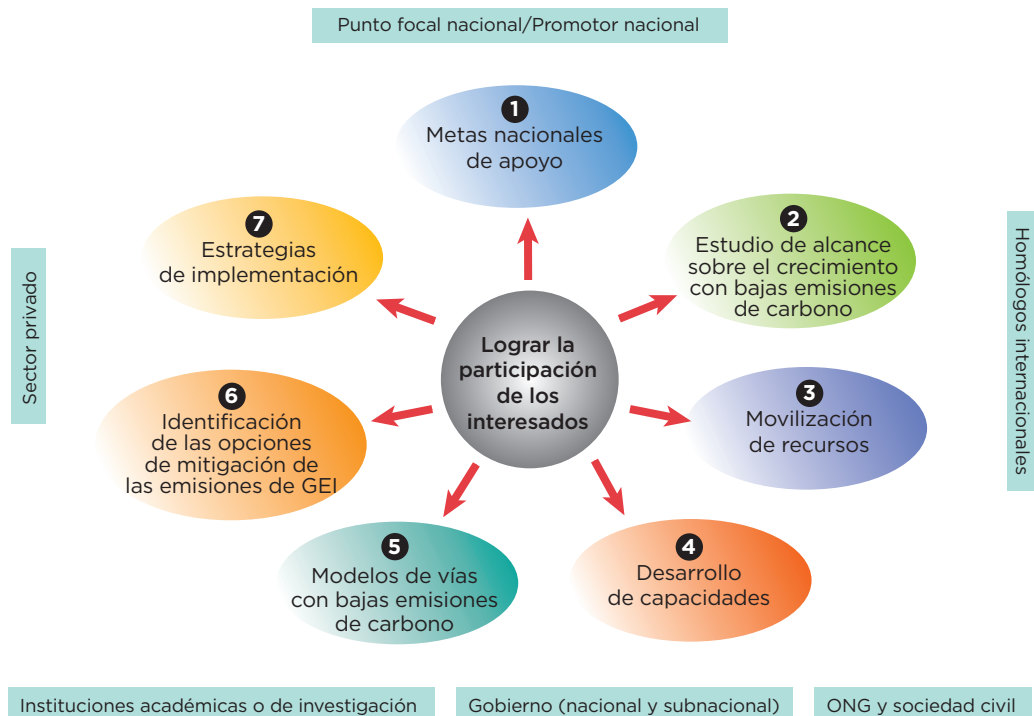 Punto focal nacional/Promotor nacional
1
Metas nacionales
de apoyo
2
Estudio de alcance
sobre el crecimiento
con bajas emisiones
de carbono
3
Movilización
de recursos
4
Desarrollo
de capacidades
5
Modelos de vías
con bajas emisiones
de carbono
6
Identificación
de las opciones
de mitigación de
las emisiones de GEI
7
Estrategias
de implementación
Lograr la
participación
de los
interesados
Sector privado
Homólogos internacionales
Instituciones académicas o de investigación
Gobierno (nacional y subnacional)
ONG y sociedad civil